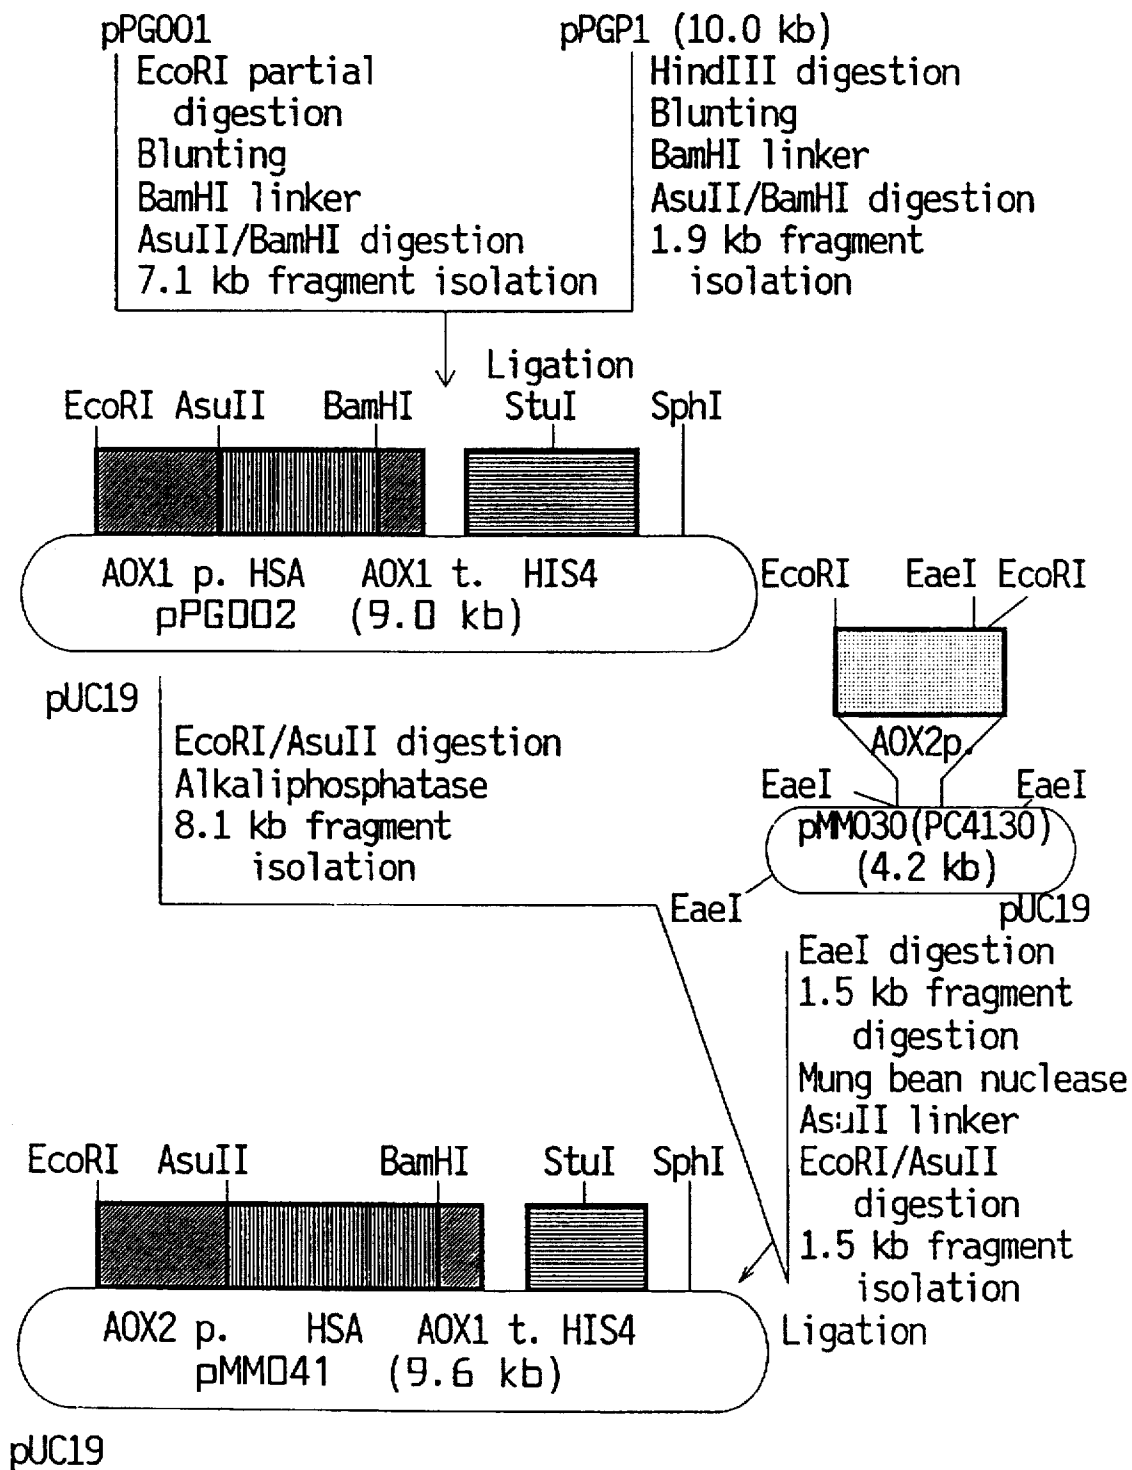 pPG001
EcoRI partial
digestion
Blunting
BamHI linker
AsuII/BamHI digestion
7.1 kb fragment isolation
pPGP1 (10.0 kb)
HindIII digestion
Blunting
BamHI linker
AsuII/BamHI digestion
1.9 kb fragment
isolation
Ligation
EcoRI AsuII BamHI StuI SphI
AOX1 p. HSA AOX1 t. HIS4
pPG002 (9.0 kb)
pUC19
EcoRI/AsuII digestion
Alkaliphosphatase
8.1 kb fragment
isolation
EcoRI EaeI EcoRI
AOX2p.
EaeI EaeI
pMM030(PC4130)
(4.2 kb)
EaeI pUC19
EaeI digestion
1.5 kb fragment
digestion
Mung bean nuclease
AsuII linker
EcoRI/AsuII
digestion
1.5 kb fragment
isolation
Ligation
EcoRI AsuII BamHI StuI SphI
AOX2 p. HSA AOX1 t. HIS4
pMM041 (9.6 kb)
pUC19